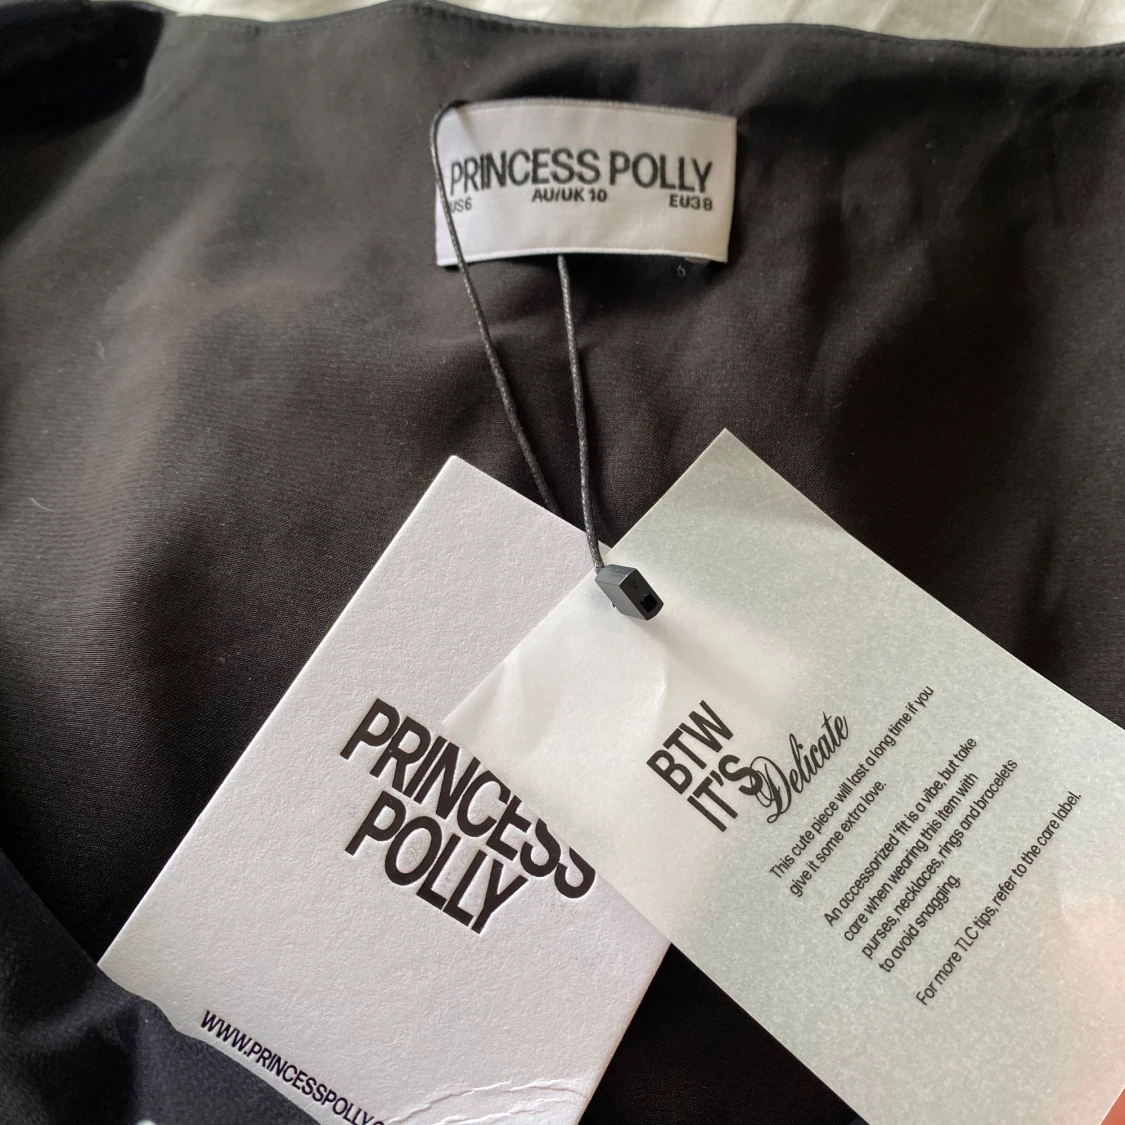 PRINCESS POLLY
US6 AU/UK 10 EU38
PRINCESS
POLLY
WWW.PRINCESSPOLLY.
BTW
IT'S Delicate
This cute piece will last a long time if you
give it some extra love.
An accessorized 'fit is a vibe, but take
care when wearing this item with
purses, necklaces, rings and bracelets
to avoid snagging.
For more TLC tips, refer to the care label.